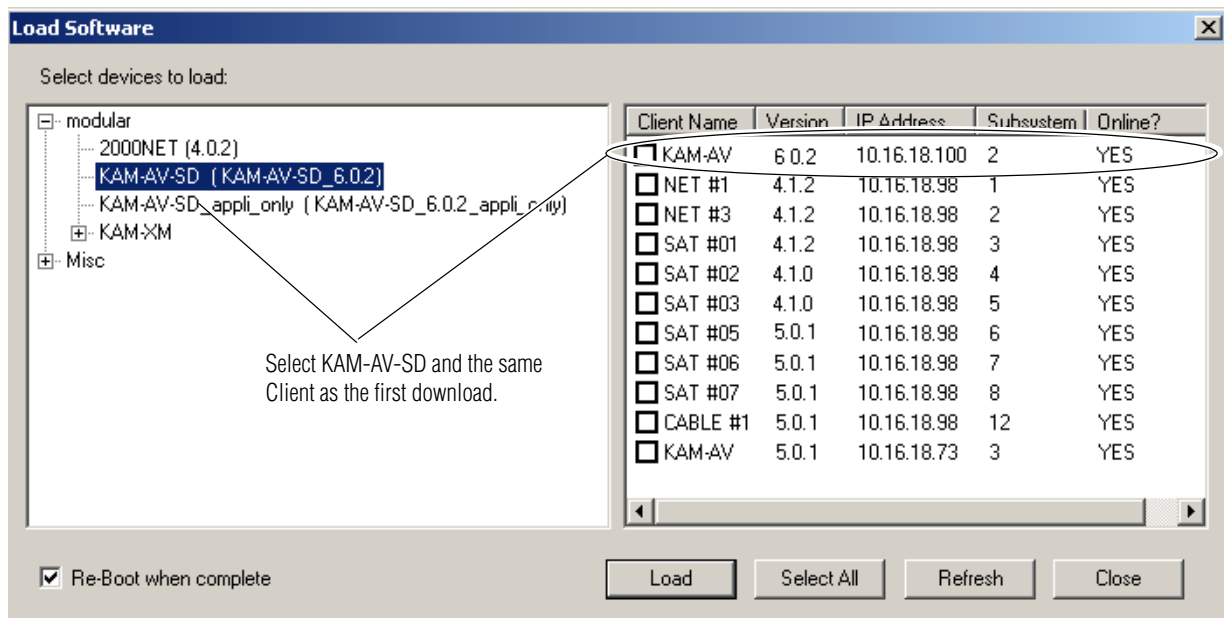 Load Software
Select devices to load:
modular
2000NET (4.0.2)
KAM-AV-SD  ( KAM-AV-SD_6.0.2)
KAM-AV-SD_appli_only  ( KAM-AV-SD_6.0.2_appli_only)
KAM-XM
Misc
Select KAM-AV-SD and the same
Client as the first download.
Client Name Version IP Address Subsystem Online?
KAM-AV 6 0.2 10.16.18.100 2 YES
NET #1 4.1.2 10.16.18.98 1 YES
NET #3 4.1.2 10.16.18.98 2 YES
SAT #01 4.1.2 10.16.18.98 3 YES
SAT #02 4.1.0 10.16.18.98 4 YES
SAT #03 4.1.0 10.16.18.98 5 YES
SAT #05 5.0.1 10.16.18.98 6 YES
SAT #06 5.0.1 10.16.18.98 7 YES
SAT #07 5.0.1 10.16.18.98 8 YES
CABLE #1 5.0.1 10.16.18.98 12 YES
KAM-AV 5.0.1 10.16.18.73 3 YES
Re-Boot when complete
Load
Select All
Refresh
Close